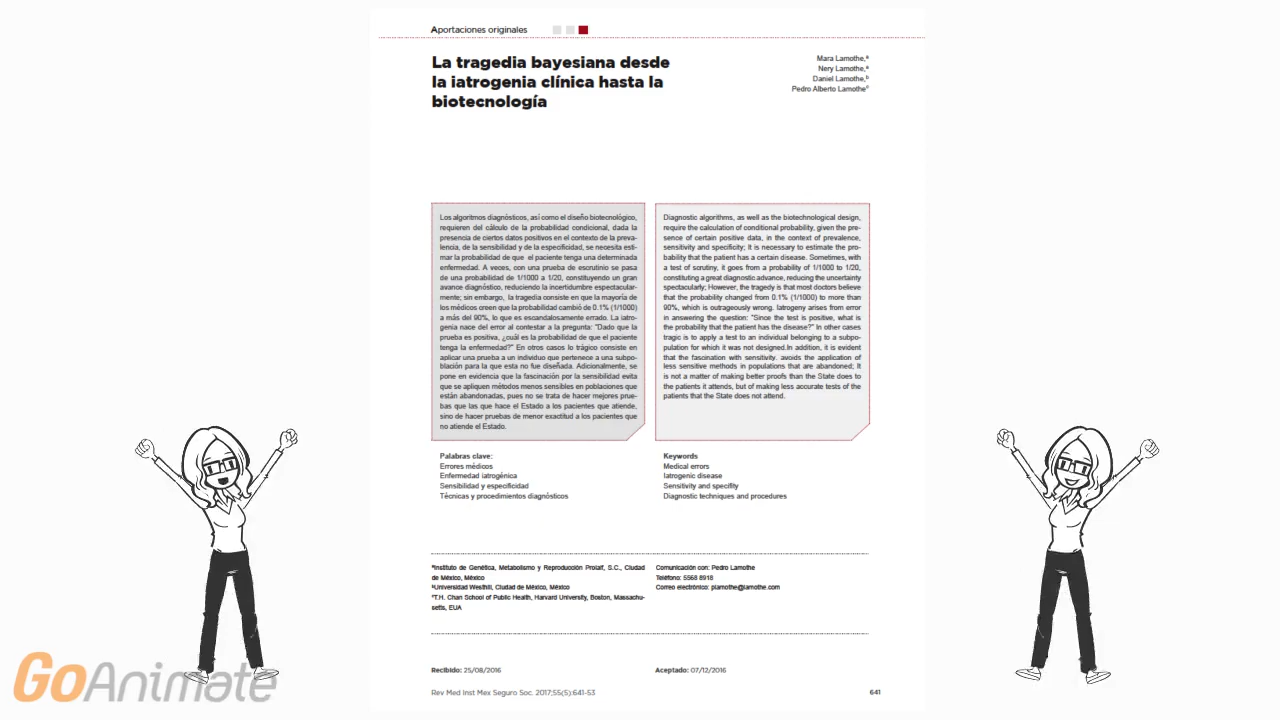 Aportaciones originales
La tragedia bayesiana desde
la iatrogenia clínica hasta la
biotecnología
Mara Lamothe,a
Nery Lamothe,a
Daniel Lamothe,b
Pedro Alberto Lamothec
Los algoritmos diagnósticos, así como el diseño biotecnológico,
requieren del cálculo de la probabilidad condicional, dada la
presencia de ciertos datos positivos en el contexto de la preva-
lencia, de la sensibilidad y de la especificidad, se necesita esti-
mar la probabilidad de que el paciente tenga una determinada
enfermedad. A veces, con una prueba de escrutinio se pasa
de una probabilidad de 1/1000 a 1/20, constituyendo un gran
avance diagnóstico, reduciendo la incertidumbre espectacular-
mente; sin embargo, la tragedia consiste en que la mayoría de
los médicos creen que la probabilidad cambió de 0.1% (1/1000)
a más del 90%, lo que es escandalosamente errado. La iatro-
genia nace del error al contestar a la pregunta: "Dado que la
prueba es positiva, ¿cuál es la probabilidad de que el paciente
tenga la enfermedad?" En otros casos lo trágico consiste en
aplicar una prueba a un individuo que pertenece a una subpo-
blación para la que esta no fue diseñada. Adicionalmente, se
pone en evidencia que la fascinación por la sensibilidad evita
que se apliquen métodos menos sensibles en poblaciones que
están abandonadas, pues no se trata de hacer mejores prue-
bas que las que hace el Estado a los pacientes que atiende,
sino de hacer pruebas de menor exactitud a los pacientes que
no atiende el Estado.
Diagnostic algorithms, as well as the biotechnological design,
require the calculation of conditional probability, given the pre-
sence of certain positive data, in the context of prevalence,
sensitivity and specificity; It is necessary to estimate the pro-
bability that the patient has a certain disease. Sometimes, with
a test of scrutiny, it goes from a probability of 1/1000 to 1/20,
constituting a great diagnostic advance, reducing the uncertainty
spectacularly; However, the tragedy is that most doctors believe
that the probability changed from 0.1% (1/1000) to more than
90%, which is outrageously wrong. Iatrogeny arises from error
in answering the question: "Since the test is positive, what is
the probability that the patient has the disease?" In other cases
tragic is to apply a test to an individual belonging to a subpo-
pulation for which it was not designed.In addition, it is evident
that the fascination with sensitivity. avoids the application of
less sensitive methods in populations that are abandoned; It
is not a matter of making better proofs than the State does to
the patients it attends, but of making less accurate tests of the
patients that the State does not attend.
Palabras clave:
Errores médicos
Enfermedad iatrogénica
Sensibilidad y especificidad
Técnicas y procedimientos diagnósticos
Keywords
Medical errors
Iatrogenic disease
Sensitivity and specifity
Diagnostic techniques and procedures
aInstituto de Genética, Metabolismo y Reproducción Prolaif, S.C., Ciudad
de México, México
bUniversidad Westhill, Ciudad de México, México
cT.H. Chan School of Public Health, Harvard University, Boston, Massachu-
setts, EUA
Comunicación con: Pedro Lamothe
Teléfono: 5568 8918
Correo electrónico: plamothe@lamothe.com
Recibido: 25/08/2016
Aceptado: 07/12/2016
Rev Med Inst Mex Seguro Soc. 2017;55(5):641-53
641
GoAnimate